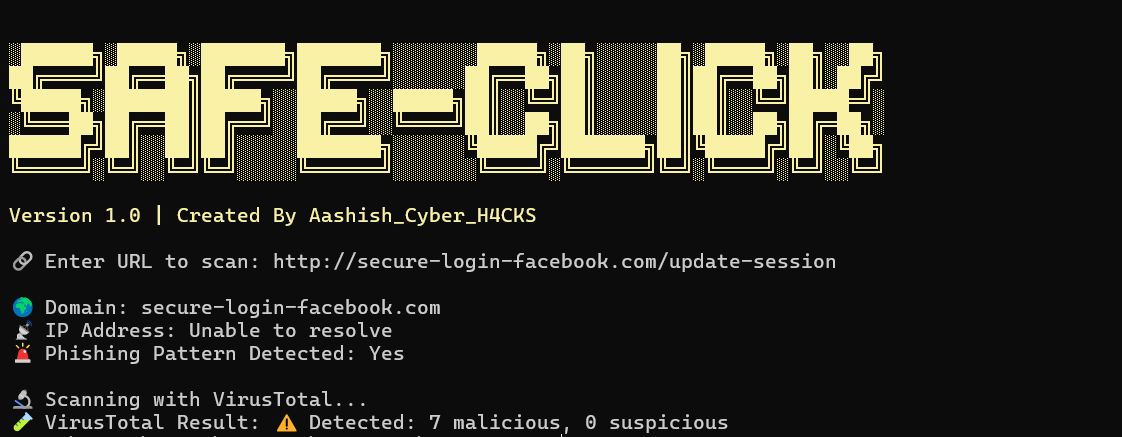 SAFE-CLICK
Version 1.0 | Created By Aashish_Cyber_H4CKS
🔗 Enter URL to scan: http://secure-login-facebook.com/update-session
🌍 Domain: secure-login-facebook.com
📡 IP Address: Unable to resolve
🚨 Phishing Pattern Detected: Yes
🔬 Scanning with VirusTotal...
🧪 VirusTotal Result: ⚠️ Detected: 7 malicious, 0 suspicious